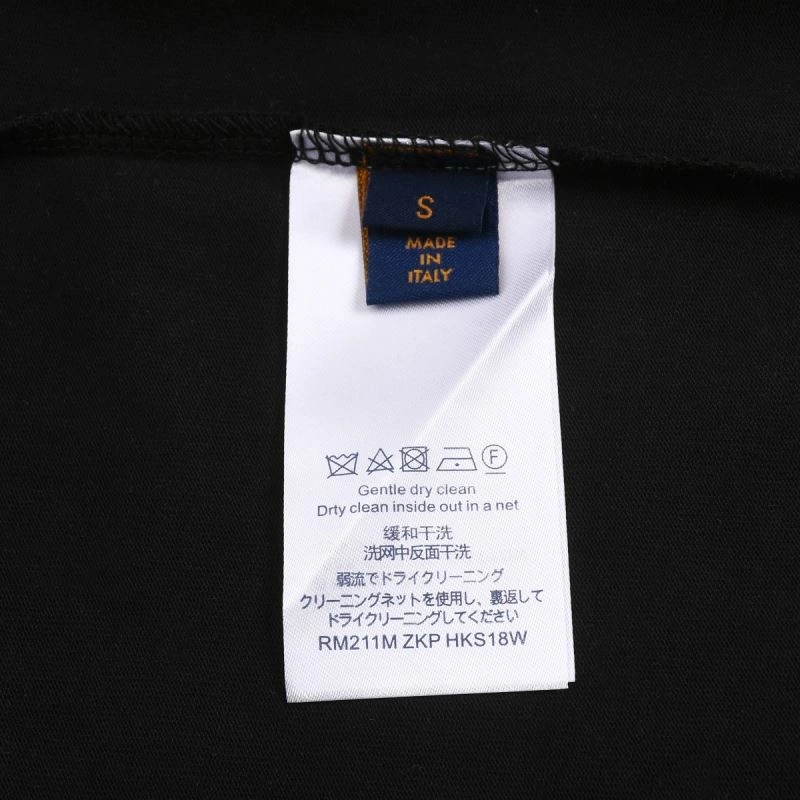 S
MADE
IN
ITALY
F
Gentle dry clean
Drty clean inside out in a net
缓和干洗
洗网中反面干洗
弱流でドライクリーニング
クリーニングネットを使用し、裏返して
ドライクリーニングしてください
RM211M ZKP HKS18W